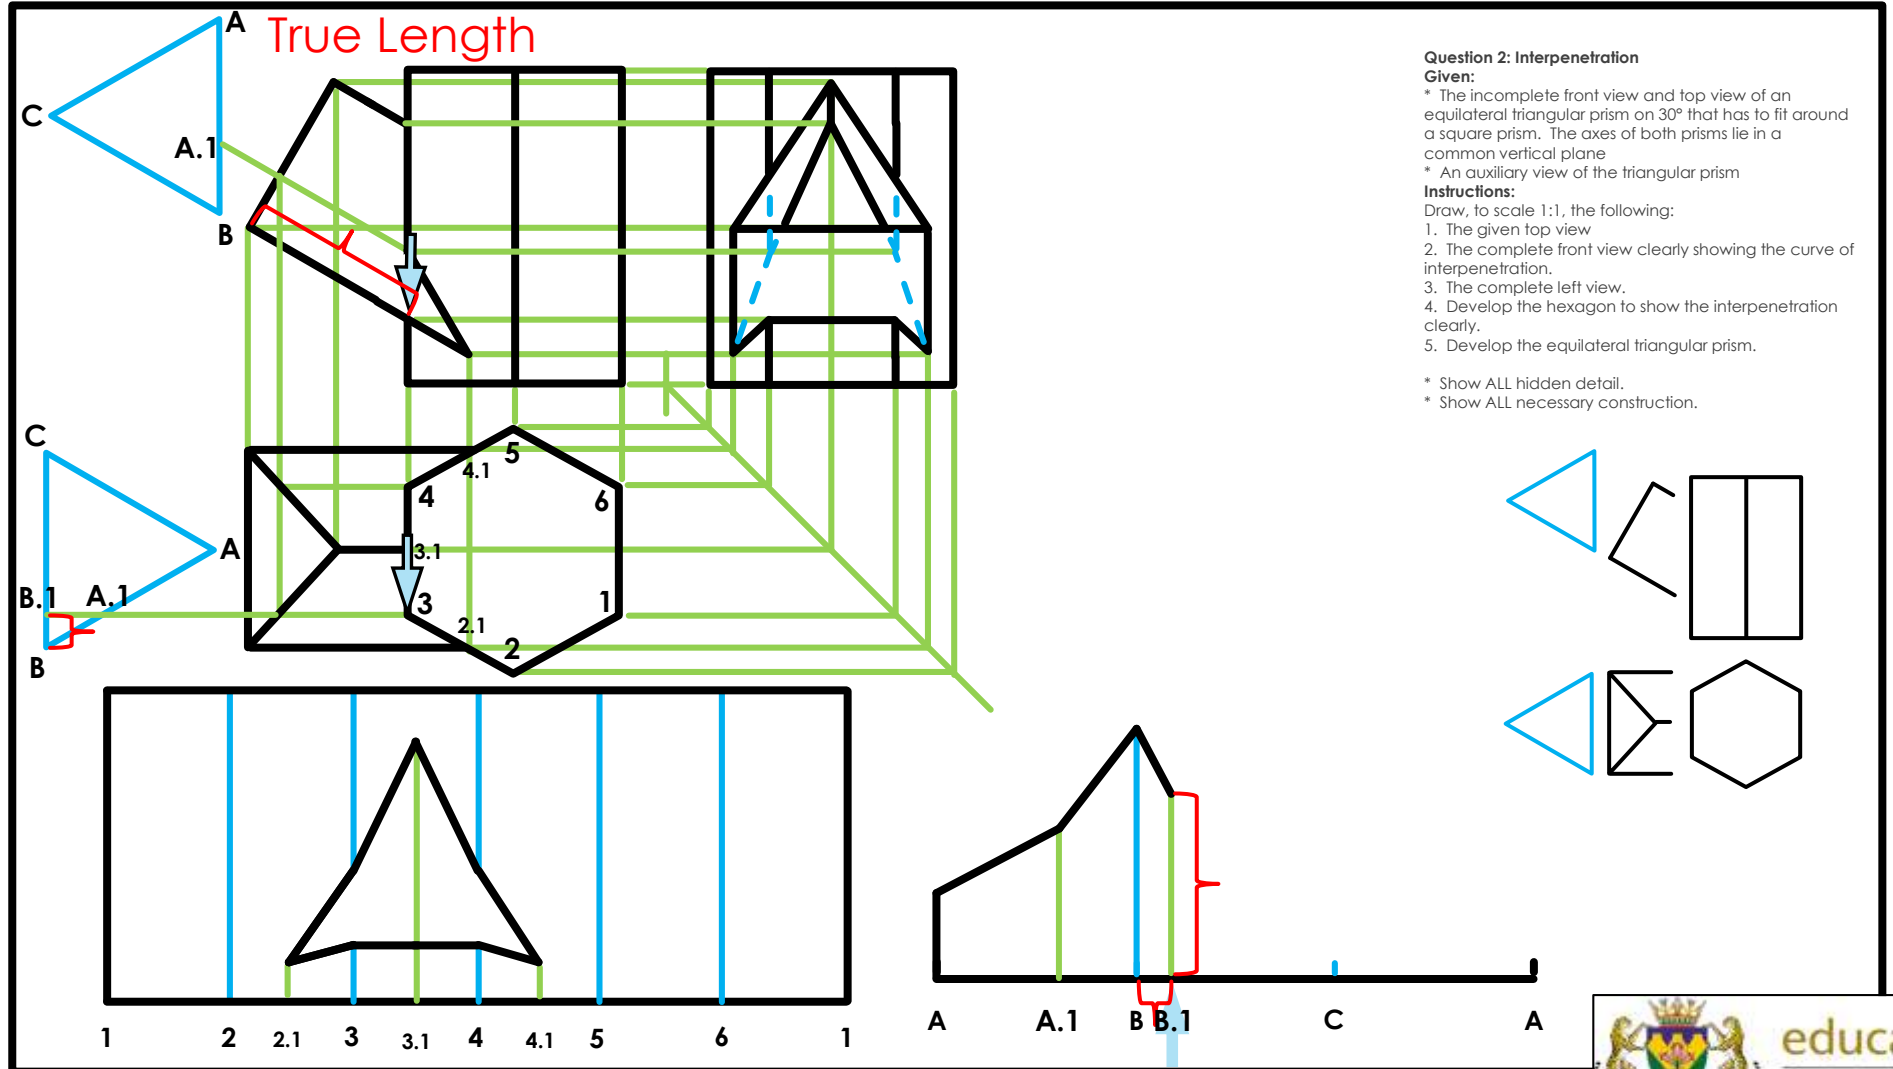 True Length
A
C
A.1
B
Question 2: Interpenetration
Given:
* The incomplete front view and top view of an
equilateral triangular prism on 30° that has to fit around
a square prism. The axes of both prisms lie in a
common vertical plane
* An auxiliary view of the triangular prism
Instructions:
Draw, to scale 1:1, the following:
1. The given top view
2. The complete front view clearly showing the curve of
interpenetration.
3. The complete left view.
4. Develop the hexagon to show the interpenetration
clearly.
5. Develop the equilateral triangular prism.
* Show ALL hidden detail.
* Show ALL necessary construction.
C
A
B.1 A.1
B
5
4.1
4
6
3.1
3
1
2.1
2
1 2 2.1 3 3.1 4 4.1 5 6 1
A A.1 B B.1 C A
educa